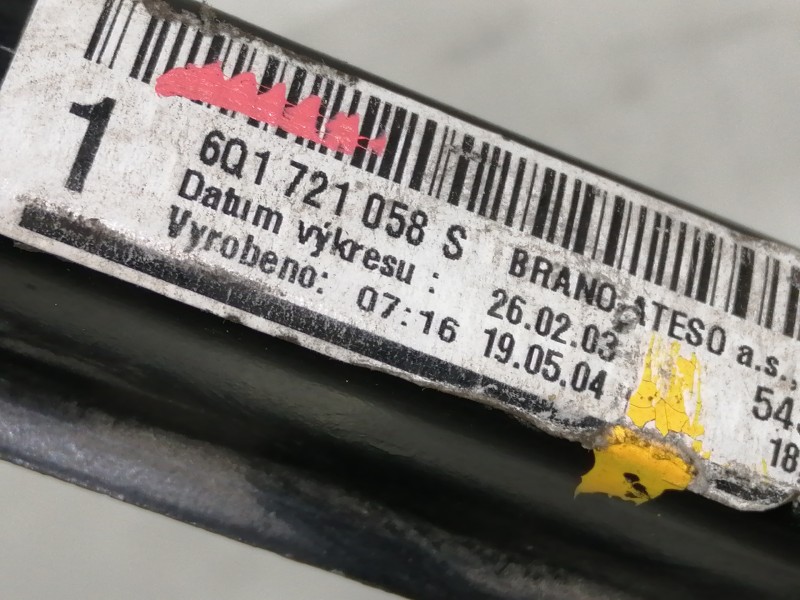 1
6Q1 721 058 S
Datum výkresu : 26.02.03
Vyrobeno: 07:16 19.05.04
BRANO-ATESO a.s.,